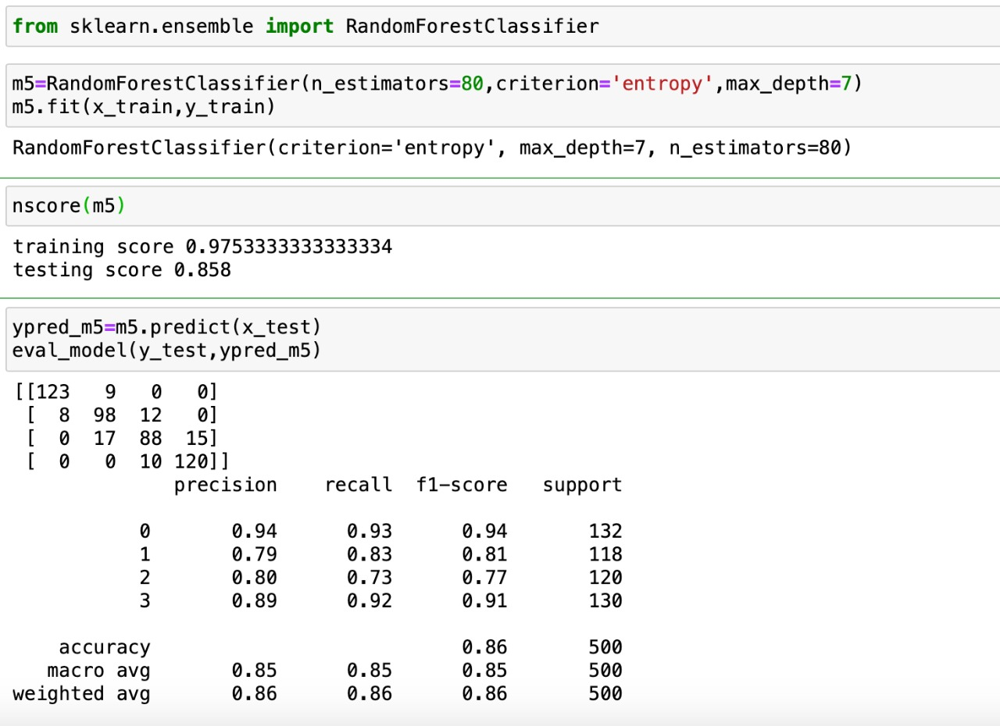 from sklearn.ensemble import RandomForestClassifier
m5=RandomForestClassifier(n_estimators=80,criterion='entropy',max_depth=7)
m5.fit(x_train,y_train)
RandomForestClassifier(criterion='entropy', max_depth=7, n_estimators=80)
nscore(m5)
training score 0.9753333333333334
testing score 0.858
ypred_m5=m5.predict(x_test)
eval_model(y_test,ypred_m5)
[[123   9   0   0]
 [  8  98  12   0]
 [  0  17  88  15]
 [  0   0  10 120]]
              precision    recall  f1-score   support
           0       0.94      0.93      0.94       132
           1       0.79      0.83      0.81       118
           2       0.80      0.73      0.77       120
           3       0.89      0.92      0.91       130
    accuracy                           0.86       500
   macro avg       0.85      0.85      0.85       500
weighted avg       0.86      0.86      0.86       500